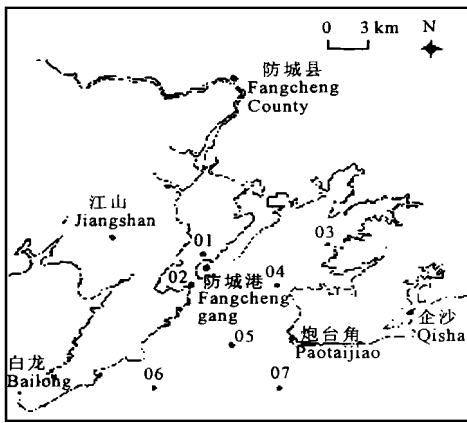 0 3 km N
防城县
Fangcheng
County
江山
Jiangshan
01
03
02
防城港
Fangcheng
gang
04
05
炮台角
Paotaijiao
企沙
Qisha
白龙
Bailong
06
07